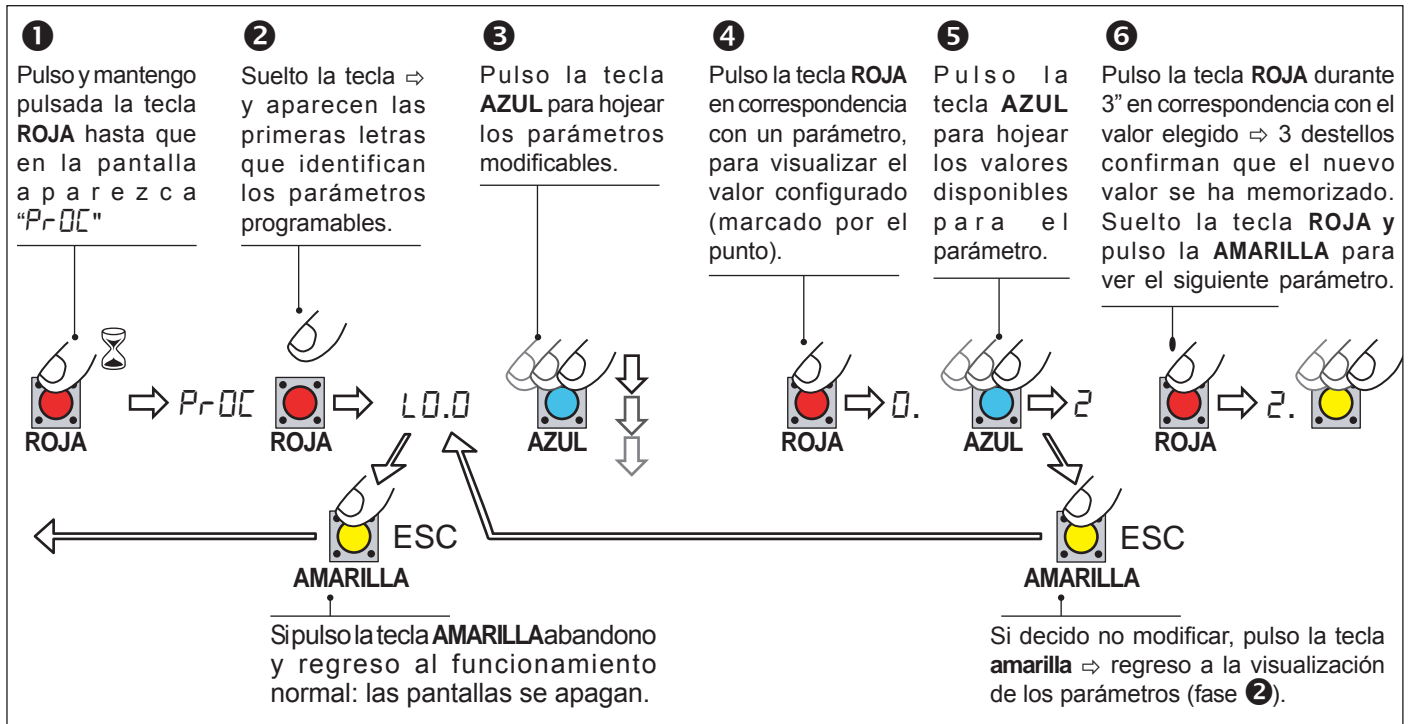 ❶
Pulso y mantengo
pulsada la tecla
ROJA hasta que
en la pantalla
aparezca
“PrOC"
❷
Suelto la tecla ⇨
y aparecen las
primeras letras
que identifican
los parámetros
programables.
❸
Pulso la tecla
AZUL para hojear
los parámetros
modificables.
❹
Pulso la tecla ROJA
en correspondencia
con un parámetro,
para visualizar el
valor configurado
(marcado por el
punto).
❺
Pulso la
tecla AZUL
para hojear
los valores
disponibles
para el
parámetro.
❻
Pulso la tecla ROJA durante
3” en correspondencia con el
valor elegido ⇨ 3 destellos
confirman que el nuevo
valor se ha memorizado.
Suelto la tecla ROJA y
pulso la AMARILLA para
ver el siguiente parámetro.
PrOC
L0.0
0.
2
2.
ROJA
ROJA
AZUL
ROJA
AZUL
ROJA
ESC
AMARILLA
ESC
AMARILLA
Si pulso la tecla AMARILLA abandono
y regreso al funcionamiento
normal: las pantallas se apagan.
Si decido no modificar, pulso la tecla
amarilla ⇨ regreso a la visualización
de los parámetros (fase ❷).